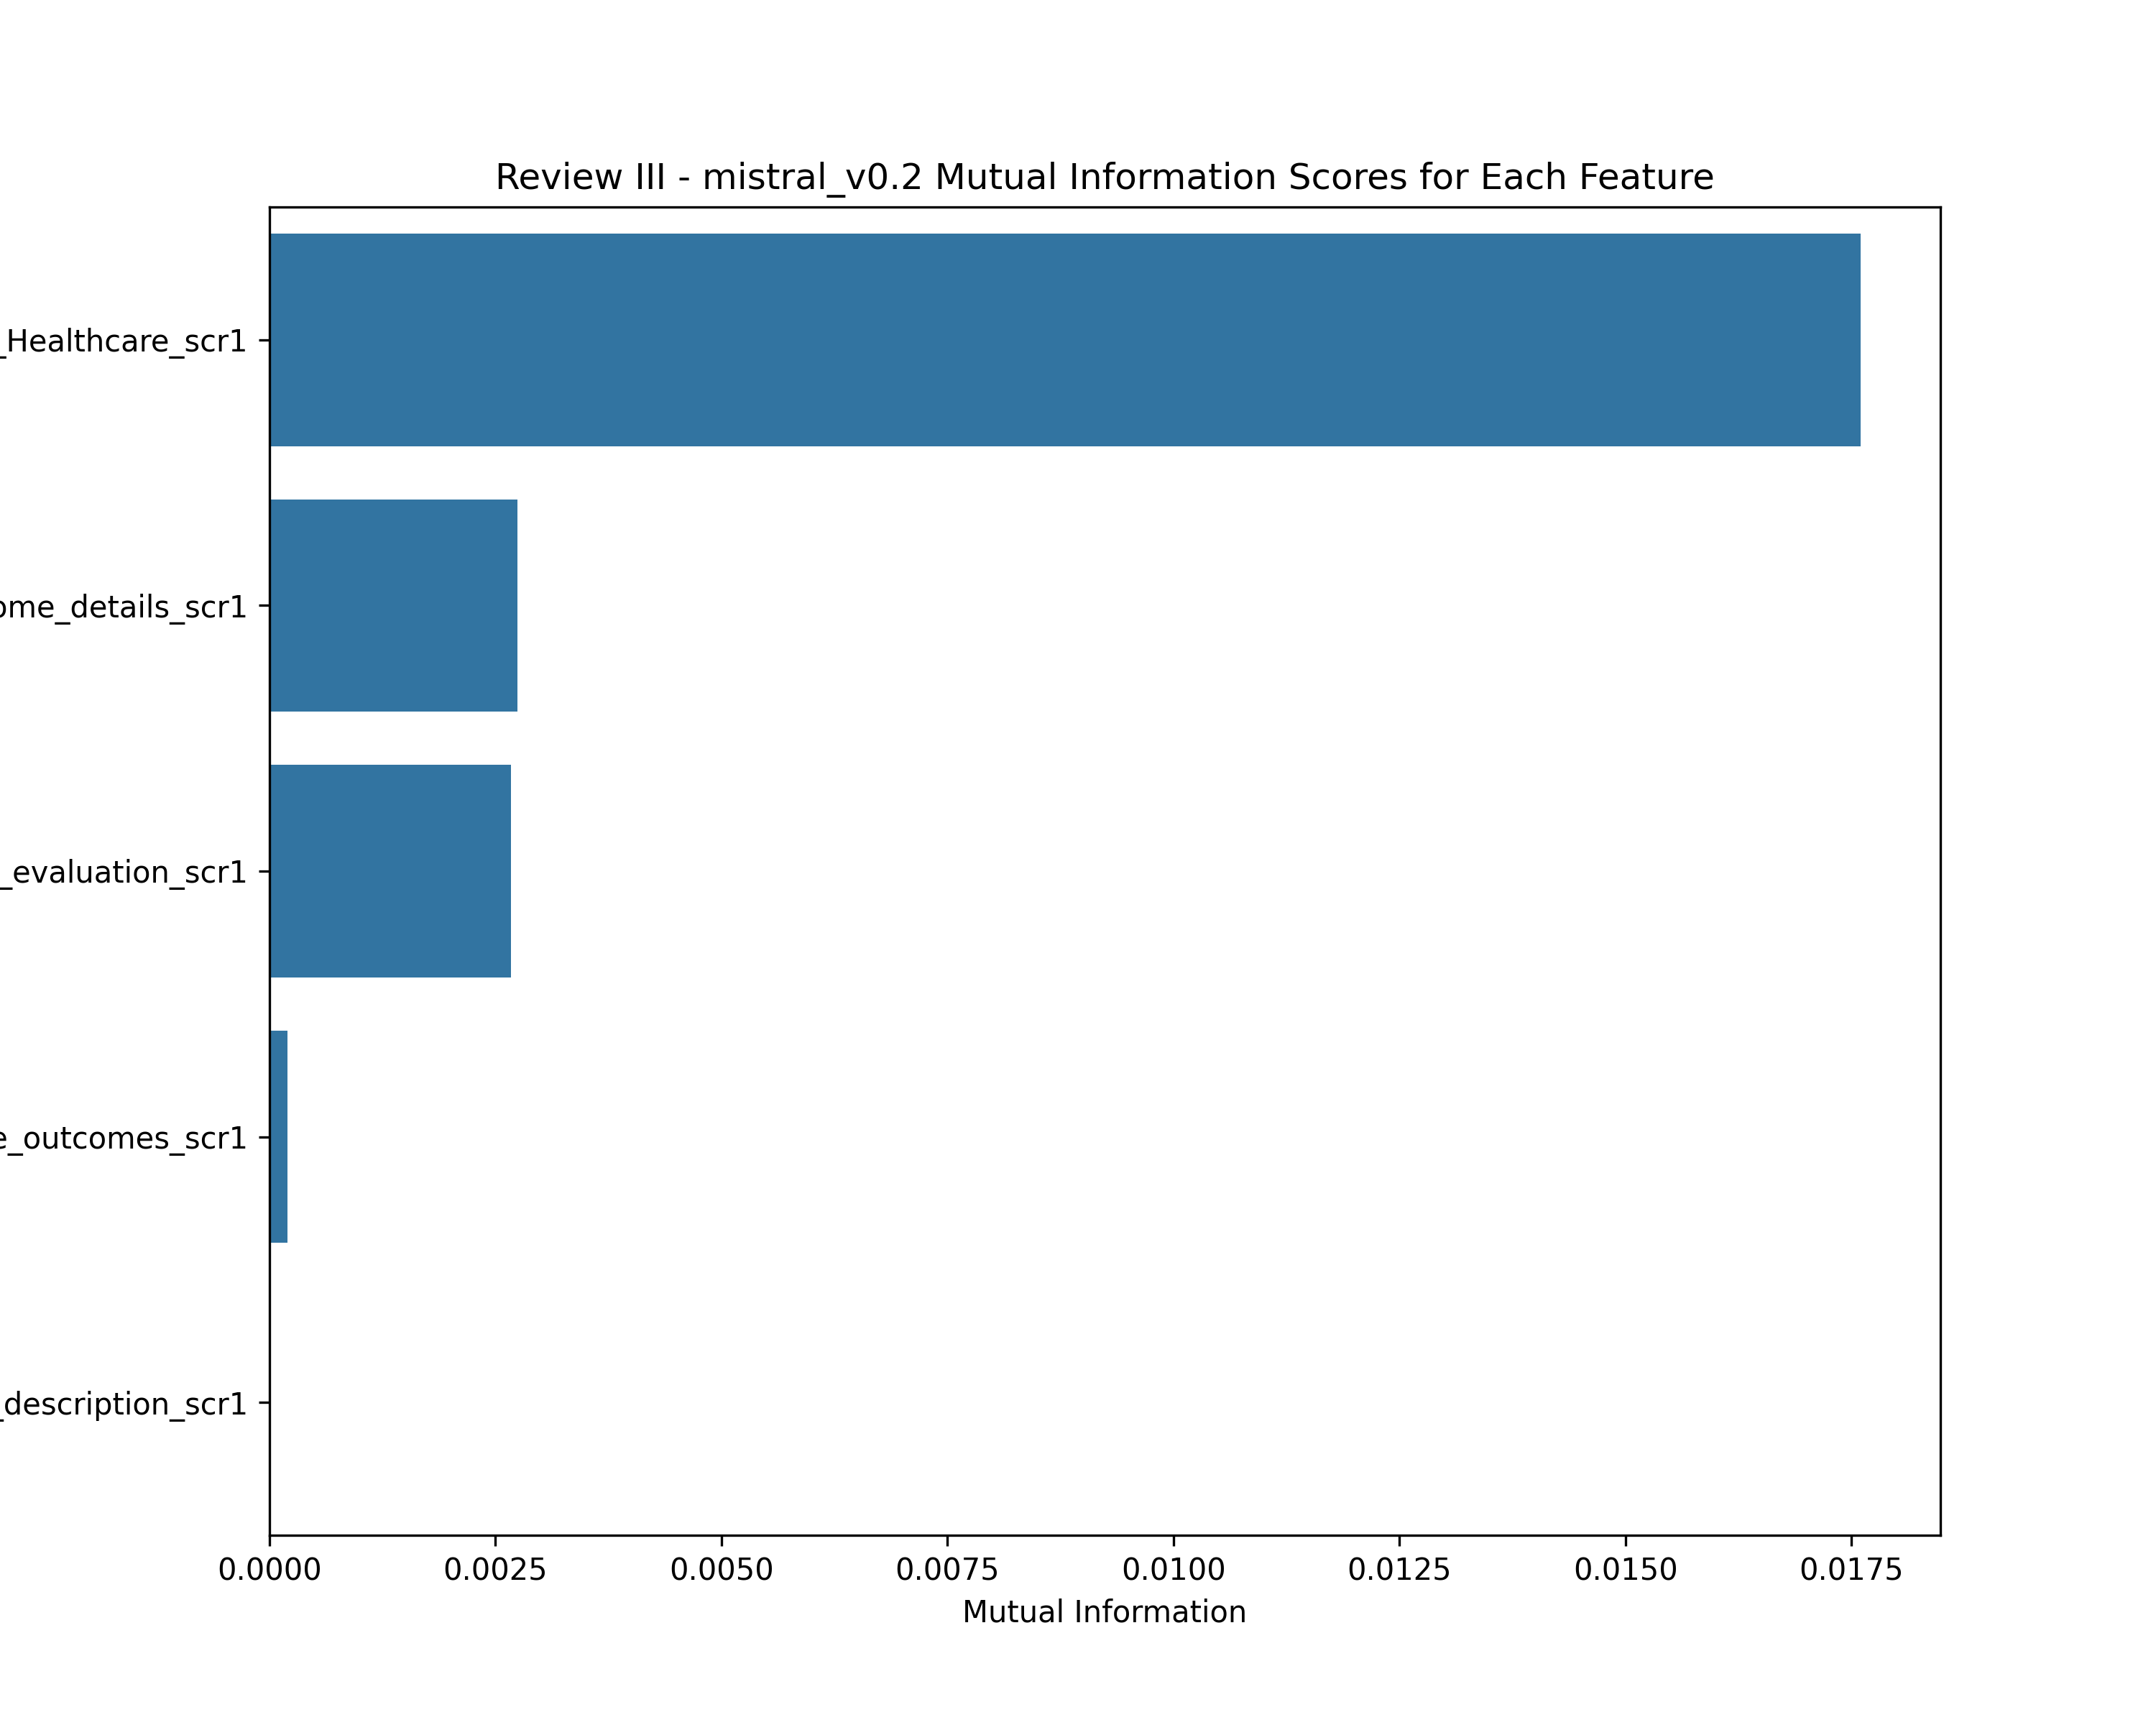 Review III - mistral_v0.2 Mutual Information Scores for Each Feature
_Healthcare_scr1
ome_details_scr1
_evaluation_scr1
e_outcomes_scr1
_description_scr1
0.0000 0.0025 0.0050 0.0075 0.0100 0.0125 0.0150 0.0175
Mutual Information